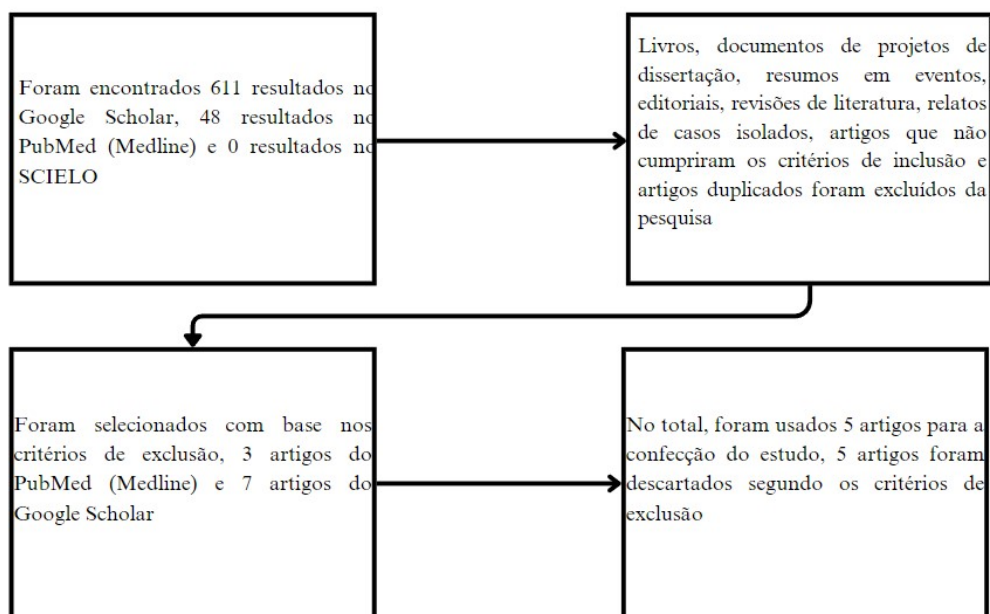 Foram encontrados 611 resultados no
Google Scholar, 48 resultados no
PubMed (Medline) e 0 resultados no
SCIELO
Livros, documentos de projetos de
dissertação, resumos em eventos,
editoriais, revisões de literatura, relatos
de casos isolados, artigos que não
cumpriram os critérios de inclusão e
artigos duplicados foram excluídos da
pesquisa
Foram selecionados com base nos
critérios de exclusão, 3 artigos do
PubMed (Medline) e 7 artigos do
Google Scholar
No total, foram usados 5 artigos para a
confecção do estudo, 5 artigos foram
descartados segundo os critérios de
exclusão